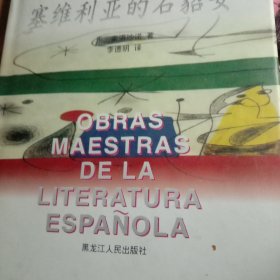 塞维利亚的石貂女
著
李德明 译
OBRAS
MAESTRAS
DE LA
LITERATURA
ESPAÑOLA
黑龙江人民出版社